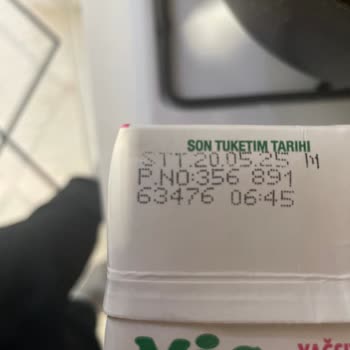 SON TUKETIM TARIHI
STT.20.05.25
P.NO:356 891
63476 06:45